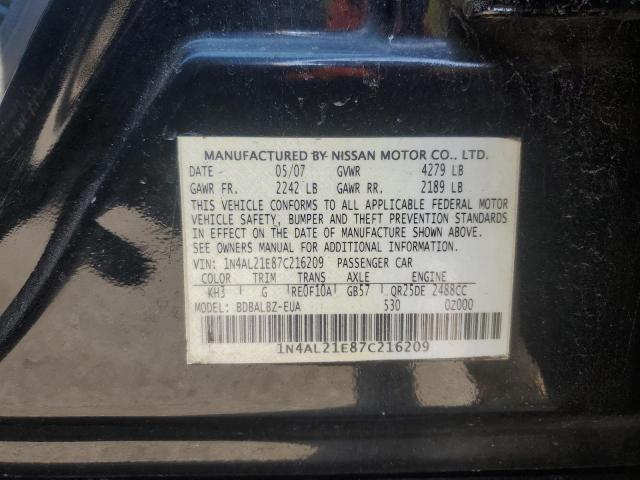 MANUFACTURED BY NISSAN MOTOR CO., LTD.
DATE 05/07 GVWR 4279 LB
GAWR FR. 2242 LB GAWR RR. 2189 LB
THIS VEHICLE CONFORMS TO ALL APPLICABLE FEDERAL MOTOR
VEHICLE SAFETY, BUMPER AND THEFT PREVENTION STANDARDS
IN EFFECT ON THE DATE OF MANUFACTURE SHOWN ABOVE.
SEE OWNERS MANUAL FOR ADDITIONAL INFORMATION.
VIN: 1N4AL21E87C216209 PASSENGER CAR
COLOR TRIM TRANS AXLE ENGINE
KH3 G RE0F10A GB57 QR25DE 2488CC
MODEL: BDBALBZ-EUA 530 0Z000
1N4AL21E87C216209